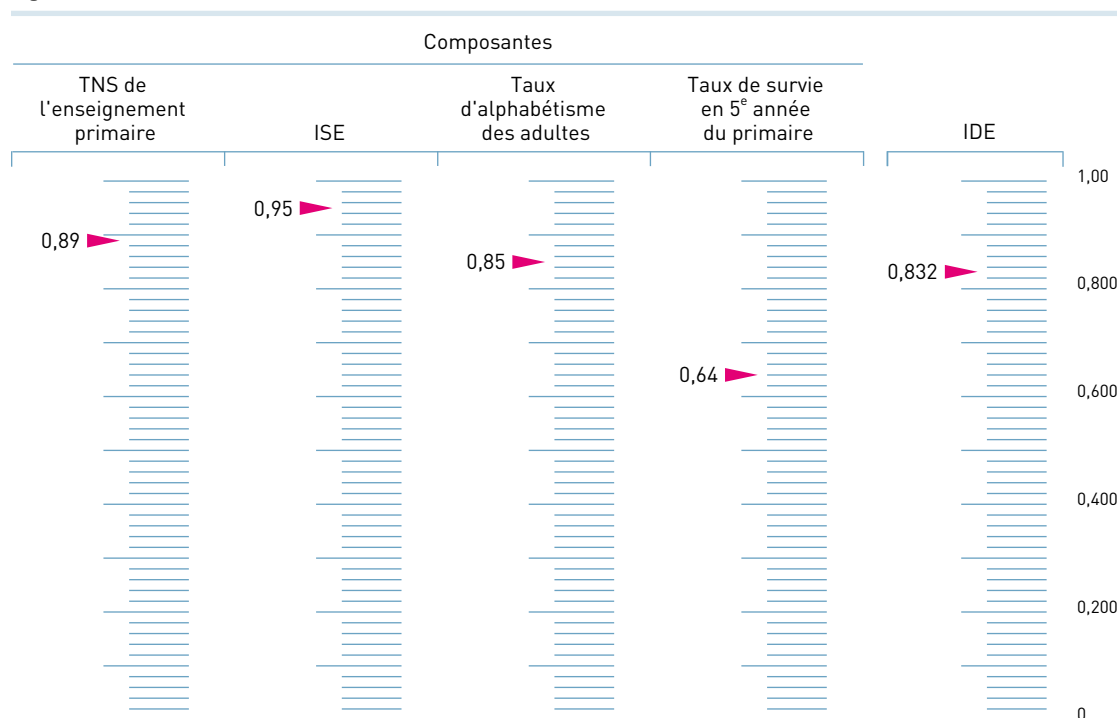 Composantes
TNS de
l'enseignement
primaire
ISE
Taux
d'alphabétisme
des adultes
Taux de survie
en 5e année
du primaire
IDE
0,89
0,95
0,85
0,64
0,832
1,00
0,800
0,600
0,400
0,200
0